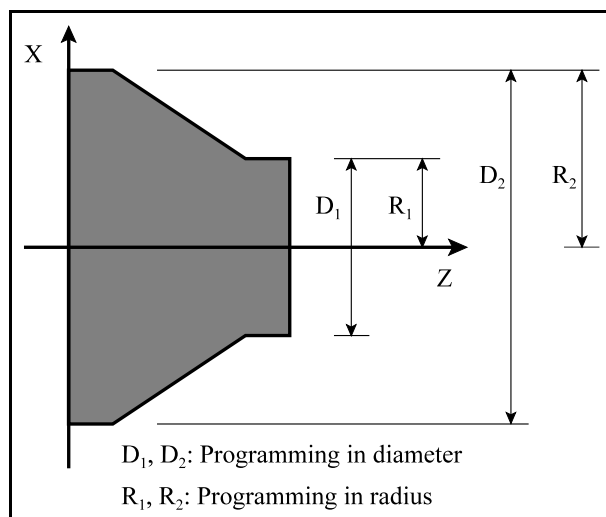 X
D₁
R₁
D₂
R₂
Z
D₁, D₂: Programming in diameter
R₁, R₂: Programming in radius